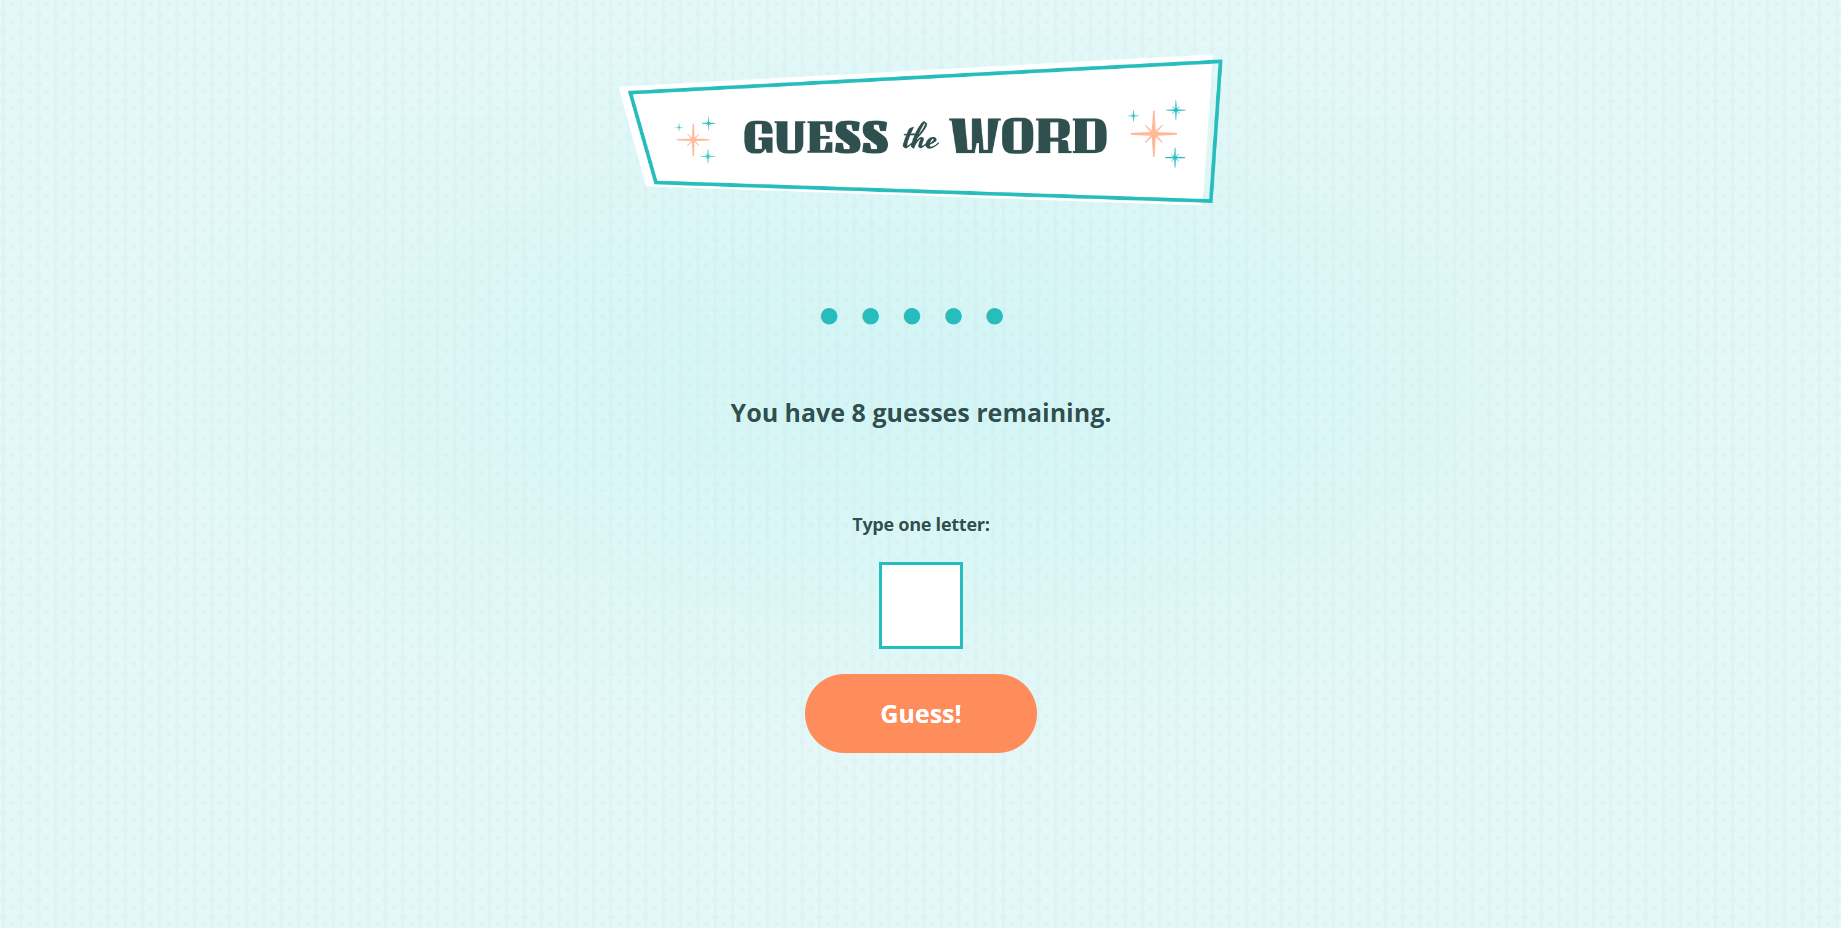 GUESS the WORD
● ● ● ● ●
You have 8 guesses remaining.
Type one letter:
Guess!